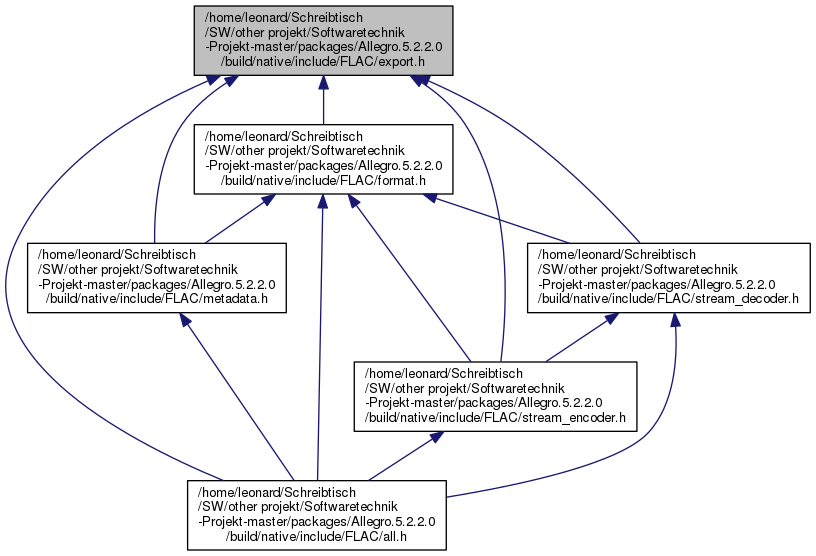 /home/leonard/Schreibtisch
/SW/other projekt/Softwaretechnik
-Projekt-master/packages/Allegro.5.2.2.0
/build/native/include/FLAC/export.h
/home/leonard/Schreibtisch
/SW/other projekt/Softwaretechnik
-Projekt-master/packages/Allegro.5.2.2.0
/build/native/include/FLAC/format.h
/home/leonard/Schreibtisch
/SW/other projekt/Softwaretechnik
-Projekt-master/packages/Allegro.5.2.2.0
/build/native/include/FLAC/metadata.h
/home/leonard/Schreibtisch
/SW/other projekt/Softwaretechnik
-Projekt-master/packages/Allegro.5.2.2.0
/build/native/include/FLAC/stream_decoder.h
/home/leonard/Schreibtisch
/SW/other projekt/Softwaretechnik
-Projekt-master/packages/Allegro.5.2.2.0
/build/native/include/FLAC/stream_encoder.h
/home/leonard/Schreibtisch
/SW/other projekt/Softwaretechnik
-Projekt-master/packages/Allegro.5.2.2.0
/build/native/include/FLAC/all.h